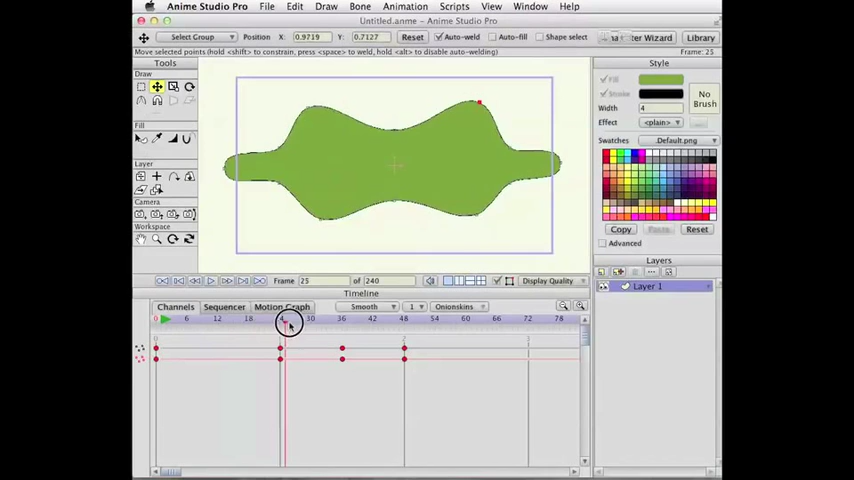 Anime Studio Pro File Edit Draw Bone Animation Scripts View Window Help
Untitled.anme - Anime Studio Pro
Select Group X: 0.9719 Y: 0.7127 Reset Auto-weld Auto-fill Shape select Wizard Library
Move selected points (hold <shift> to constrain, press <space> to weld, hold <alt> to disable auto-welding) Frame: 25
Tools
Draw
Fill
Layer
Camera
Workspace
Style
Fill
Stroke
No
Brush
Width 4
Effect <plain>
Swatches .Default.png
Copy Paste Reset
Advanced
Layers
Layer 1
Frame 25 of 240 Display Quality
Timeline
Channels Sequencer Motion Graph Smooth 1 Onionskins
0 6 12 18 30 36 42 48 54 60 66 72 78
0 1 2 3